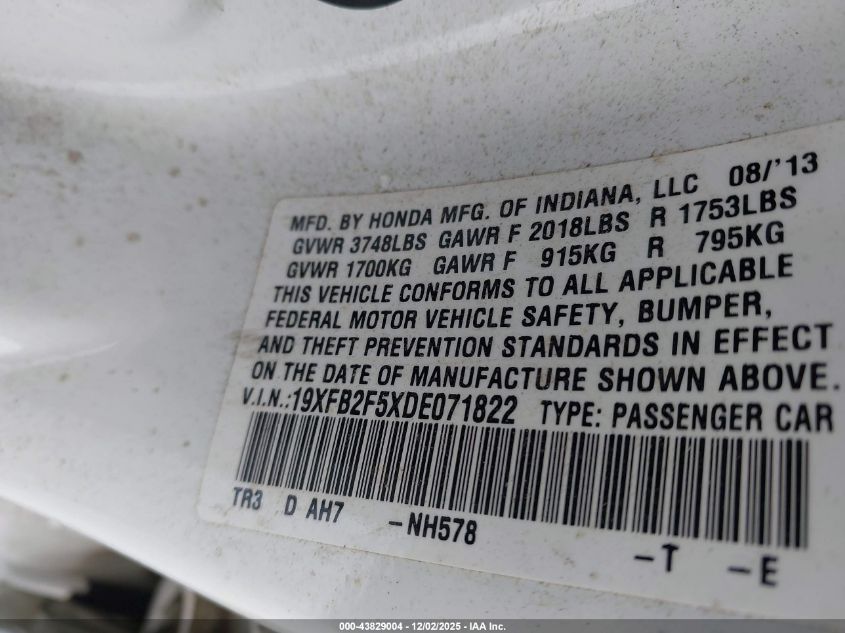 MFD. BY HONDA MFG. OF INDIANA, LLC 08/'13
GVWR 3748LBS GAWR F 2018LBS R 1753LBS
GVWR 1700KG GAWR F 915KG R 795KG
THIS VEHICLE CONFORMS TO ALL APPLICABLE
FEDERAL MOTOR VEHICLE SAFETY, BUMPER,
AND THEFT PREVENTION STANDARDS IN EFFECT
ON THE DATE OF MANUFACTURE SHOWN ABOVE.
V.I.N.:19XFB2F5XDE071822 TYPE: PASSENGER CAR
TR3 D AH7 -NH578 -T -E
000-43829004 - 12/02/2025 - IAA Inc.